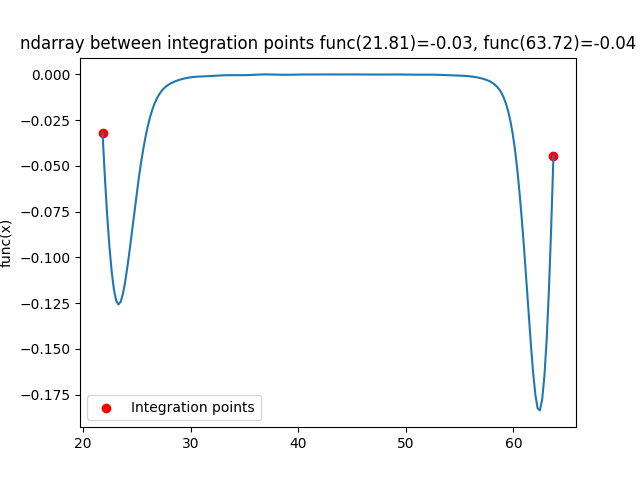 ndarray between integration points func(21.81)=-0.03, func(63.72)=-0.04
0.000
−0.025
−0.050
−0.075
−0.100
−0.125
−0.150
−0.175
func(x)
Integration points
20 30 40 50 60